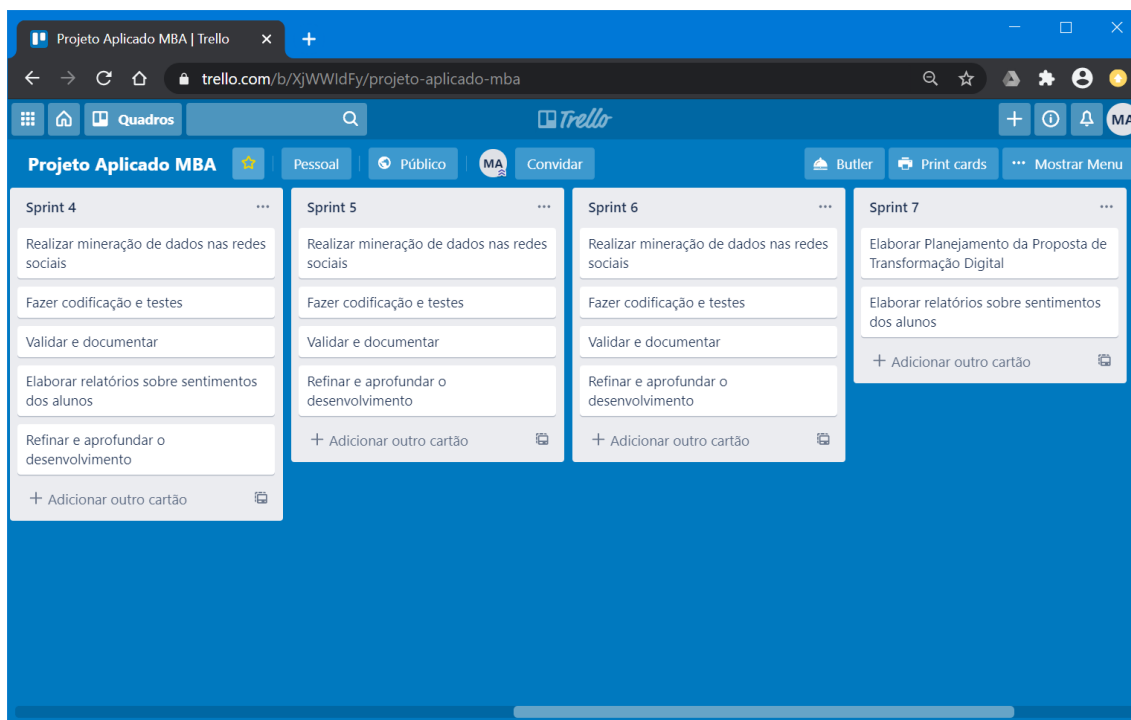 Projeto Aplicado MBA | Trello
trello.com/b/XjWWIdFy/projeto-aplicado-mba
Quadros
Trello
MA
Projeto Aplicado MBA
Pessoal
Público
MA
Convidar
Butler
Print cards
Mostrar Menu
Sprint 4
Realizar mineração de dados nas redes
sociais
Fazer codificação e testes
Validar e documentar
Elaborar relatórios sobre sentimentos
dos alunos
Refinar e aprofundar o
desenvolvimento
+ Adicionar outro cartão
Sprint 5
Realizar mineração de dados nas redes
sociais
Fazer codificação e testes
Validar e documentar
Refinar e aprofundar o
desenvolvimento
+ Adicionar outro cartão
Sprint 6
Realizar mineração de dados nas redes
sociais
Fazer codificação e testes
Validar e documentar
Refinar e aprofundar o
desenvolvimento
+ Adicionar outro cartão
Sprint 7
Elaborar Planejamento da Proposta de
Transformação Digital
Elaborar relatórios sobre sentimentos
dos alunos
+ Adicionar outro cartão